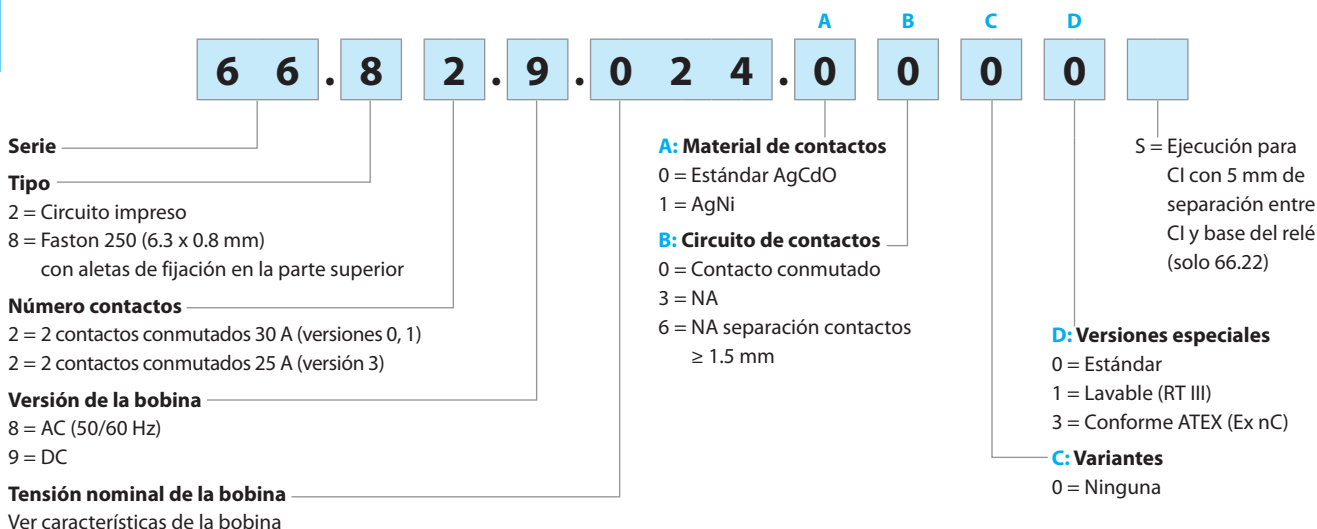 A B C D
6 6 . 8 2 . 9 . 0 2 4 . 0 0 0 0
Serie
Tipo
2 = Circuito impreso
8 = Faston 250 (6.3 x 0.8 mm)
con aletas de fijación en la parte superior
Número contactos
2 = 2 contactos conmutados 30 A (versiones 0, 1)
2 = 2 contactos conmutados 25 A (versión 3)
Versión de la bobina
8 = AC (50/60 Hz)
9 = DC
Tensión nominal de la bobina
Ver características de la bobina
A: Material de contactos
0 = Estándar AgCdO
1 = AgNi
B: Circuito de contactos
0 = Contacto conmutado
3 = NA
6 = NA separación contactos
≥ 1.5 mm
S = Ejecución para
CI con 5 mm de
separación entre
CI y base del relé
(solo 66.22)
D: Versiones especiales
0 = Estándar
1 = Lavable (RT III)
3 = Conforme ATEX (Ex nC)
C: Variantes
0 = Ninguna